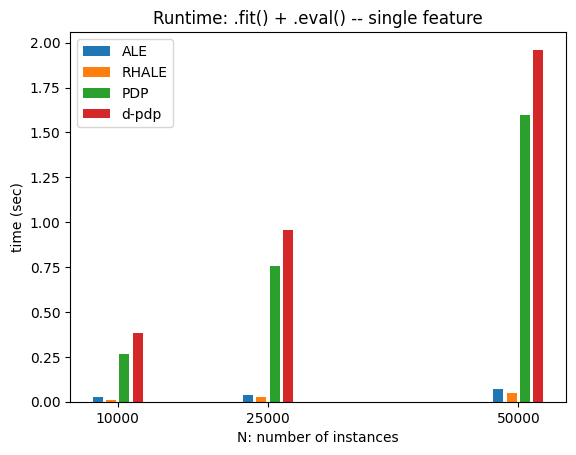 Runtime: .fit() + .eval() -- single feature
ALE
RHALE
PDP
d-pdp
time (sec)
2.00
1.75
1.50
1.25
1.00
0.75
0.50
0.25
0.00
10000
25000
50000
N: number of instances